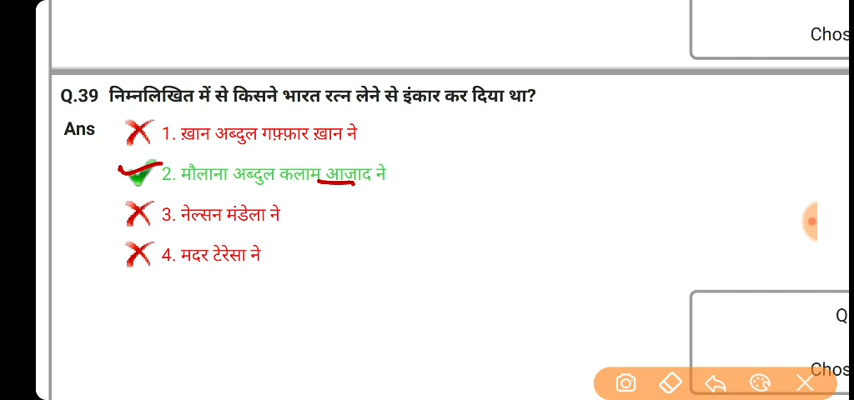 Chos
Q.39 निम्नलिखित में से किसने भारत रत्न लेने से इंकार कर दिया था?
Ans 1. ख़ान अब्दुल गफ़्फ़ार ख़ान ने
2. मौलाना अब्दुल कलाम आज़ाद ने
3. नेल्सन मंडेला ने
4. मदर टेरेसा ने
Q
Chos